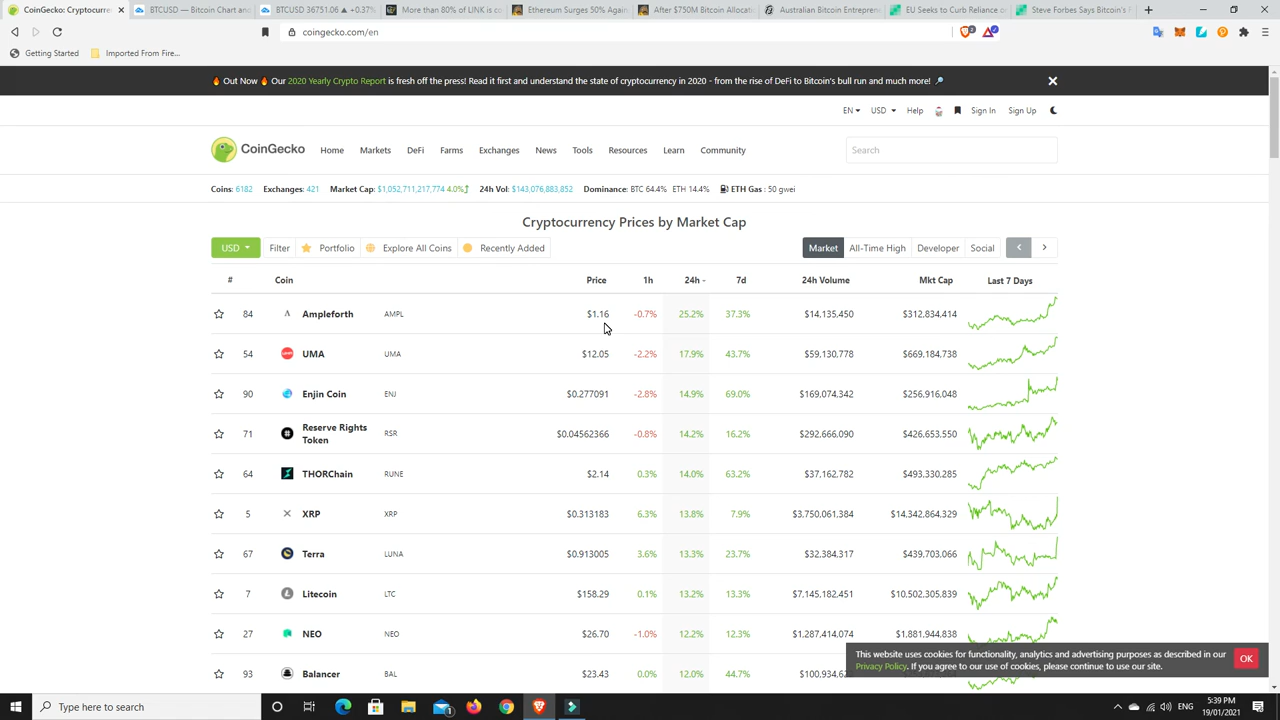 CoinGecko: Cryptocurrency
BTCUSD — Bitcoin Chart and
BTCUSD 36751.06 ▲ +0.37%
More than 80% of LINK is co
Ethereum Surges 50% Again
After $750M Bitcoin Allocati
Australian Bitcoin Entrepren
EU Seeks to Curb Reliance o
Steve Forbes Says Bitcoin's F
coingecko.com/en
Getting Started
Imported From Fire...
Out Now Our 2020 Yearly Crypto Report is fresh off the press! Read it first and understand the state of cryptocurrency in 2020 - from the rise of DeFi to Bitcoin's bull run and much more!
EN USD Help Sign In Sign Up
CoinGecko Home Markets DeFi Farms Exchanges News Tools Resources Learn Community Search
Coins: 6182 Exchanges: 421 Market Cap: $1,052,711,217,774 4.0% 24h Vol: $143,076,883,852 Dominance: BTC 64.4% ETH 14.4% ETH Gas : 50 gwei
Cryptocurrency Prices by Market Cap
USD Filter Portfolio Explore All Coins Recently Added Market All-Time High Developer Social
# Coin Price 1h 24h 7d 24h Volume Mkt Cap Last 7 Days
84 Ampleforth AMPL $1.16 -0.7% 25.2% 37.3% $14,135,450 $312,834,414
54 UMA UMA $12.05 -2.2% 17.9% 43.7% $59,130,778 $669,184,738
90 Enjin Coin ENJ $0.277091 -2.8% 14.9% 69.0% $169,074,342 $256,916,048
71 Reserve Rights Token RSR $0.04562366 -0.8% 14.2% 16.2% $292,666,090 $426,653,550
64 THORChain RUNE $2.14 0.3% 14.0% 63.2% $37,162,782 $493,330,285
5 XRP XRP $0.313183 6.3% 13.8% 7.9% $3,750,061,384 $14,342,864,329
67 Terra LUNA $0.913005 3.6% 13.3% 23.7% $32,384,317 $439,703,066
7 Litecoin LTC $158.29 0.1% 13.2% 13.3% $7,145,182,451 $10,502,305,839
27 NEO NEO $26.70 -1.0% 12.2% 12.3% $1,287,414,074 $1,881,944,838
93 Balancer BAL $23.43 0.0% 12.0% 44.7%
This website uses cookies for functionality, analytics and advertising purposes as described in our
Privacy Policy. If you agree to our use of cookies, please continue to use our site.
OK
Type here to search
ENG
5:39 PM
19/01/2021